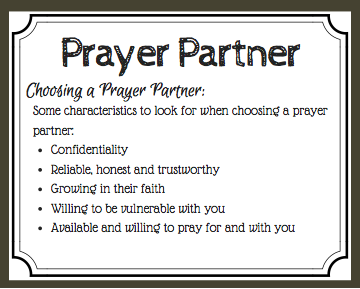 Prayer Partner
Choosing a Prayer Partner:
Some characteristics to look for when choosing a prayer
partner:
• Confidentiality
• Reliable, honest and trustworthy
• Growing in their faith
• Willing to be vulnerable with you
• Available and willing to pray for and with you